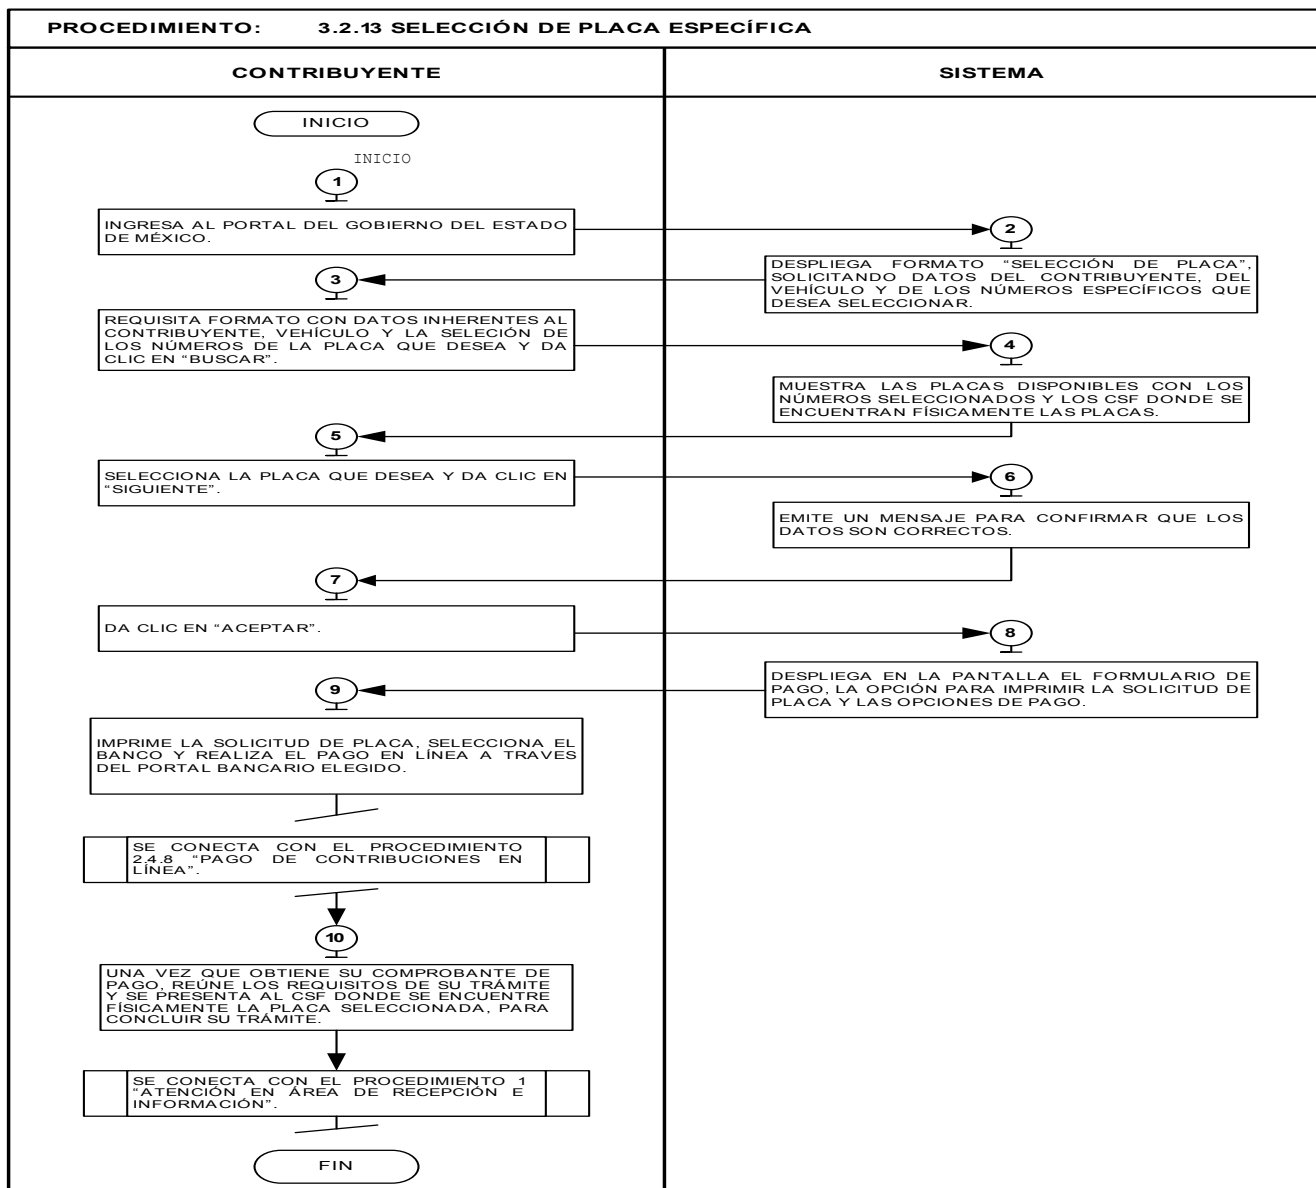 PROCEDIMIENTO: 3.2.13 SELECCIÓN DE PLACA ESPECÍFICA
CONTRIBUYENTE
SISTEMA
INICIO
INICIO
1
INGRESA AL PORTAL DEL GOBIERNO DEL ESTADO
DE MÉXICO.
2
DESPLIEGA FORMATO “SELECCIÓN DE PLACA”,
SOLICITANDO DATOS DEL CONTRIBUYENTE, DEL
VEHÍCULO Y DE LOS NÚMEROS ESPECÍFICOS QUE
DESEA SELECCIONAR.
3
REQUISITA FORMATO CON DATOS INHERENTES AL
CONTRIBUYENTE, VEHÍCULO Y LA SELECIÓN DE
LOS NÚMEROS DE LA PLACA QUE DESEA Y DA
CLIC EN “BUSCAR”.
4
MUESTRA LAS PLACAS DISPONIBLES CON LOS
NÚMEROS SELECCIONADOS Y LOS CSF DONDE SE
ENCUENTRAN FÍSICAMENTE LAS PLACAS.
5
SELECCIONA LA PLACA QUE DESEA Y DA CLIC EN
“SIGUIENTE”.
6
EMITE UN MENSAJE PARA CONFIRMAR QUE LOS
DATOS SON CORRECTOS.
7
DA CLIC EN “ACEPTAR”.
8
DESPLIEGA EN LA PANTALLA EL FORMULARIO DE
PAGO, LA OPCIÓN PARA IMPRIMIR LA SOLICITUD DE
PLACA Y LAS OPCIONES DE PAGO.
9
IMPRIME LA SOLICITUD DE PLACA, SELECCIONA EL
BANCO Y REALIZA EL PAGO EN LÍNEA A TRAVES
DEL PORTAL BANCARIO ELEGIDO.
SE CONECTA CON EL PROCEDIMIENTO
2.4.8 “PAGO DE CONTRIBUCIONES EN
LÍNEA”.
10
UNA VEZ QUE OBTIENE SU COMPROBANTE DE
PAGO, REÚNE LOS REQUISITOS DE SU TRÁMITE
Y SE PRESENTA AL CSF DONDE SE ENCUENTRE
FÍSICAMENTE LA PLACA SELECCIONADA, PARA
CONCLUIR SU TRÁMITE.
SE CONECTA CON EL PROCEDIMIENTO 1
“ATENCIÓN EN ÁREA DE RECEPCIÓN E
INFORMACIÓN”.
FIN